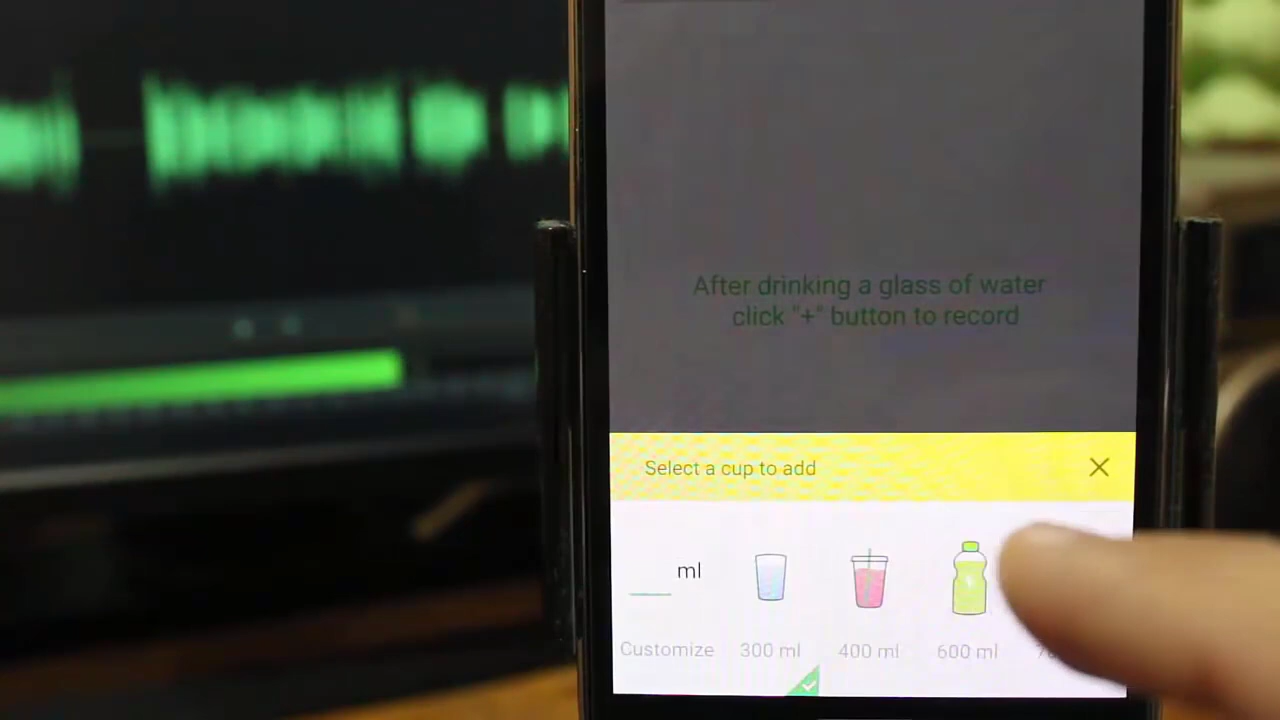 After drinking a glass of water
click "+" button to record
Select a cup to add
ml
Customize
300 ml
400 ml
600 ml